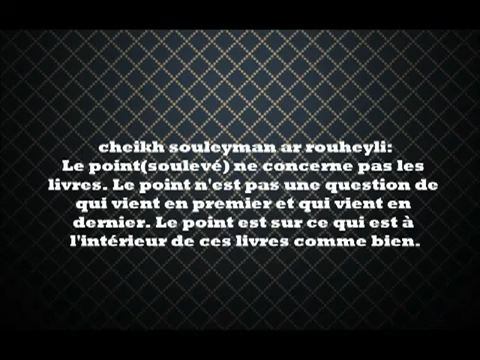 cheikh souleyman ar rouheyli:
Le point(soulevé) ne concerne pas les
livres. Le point n'est pas une question de
qui vient en premier et qui vient en
dernier. Le point est sur ce qui est à
l'intérieur de ces livres comme bien.